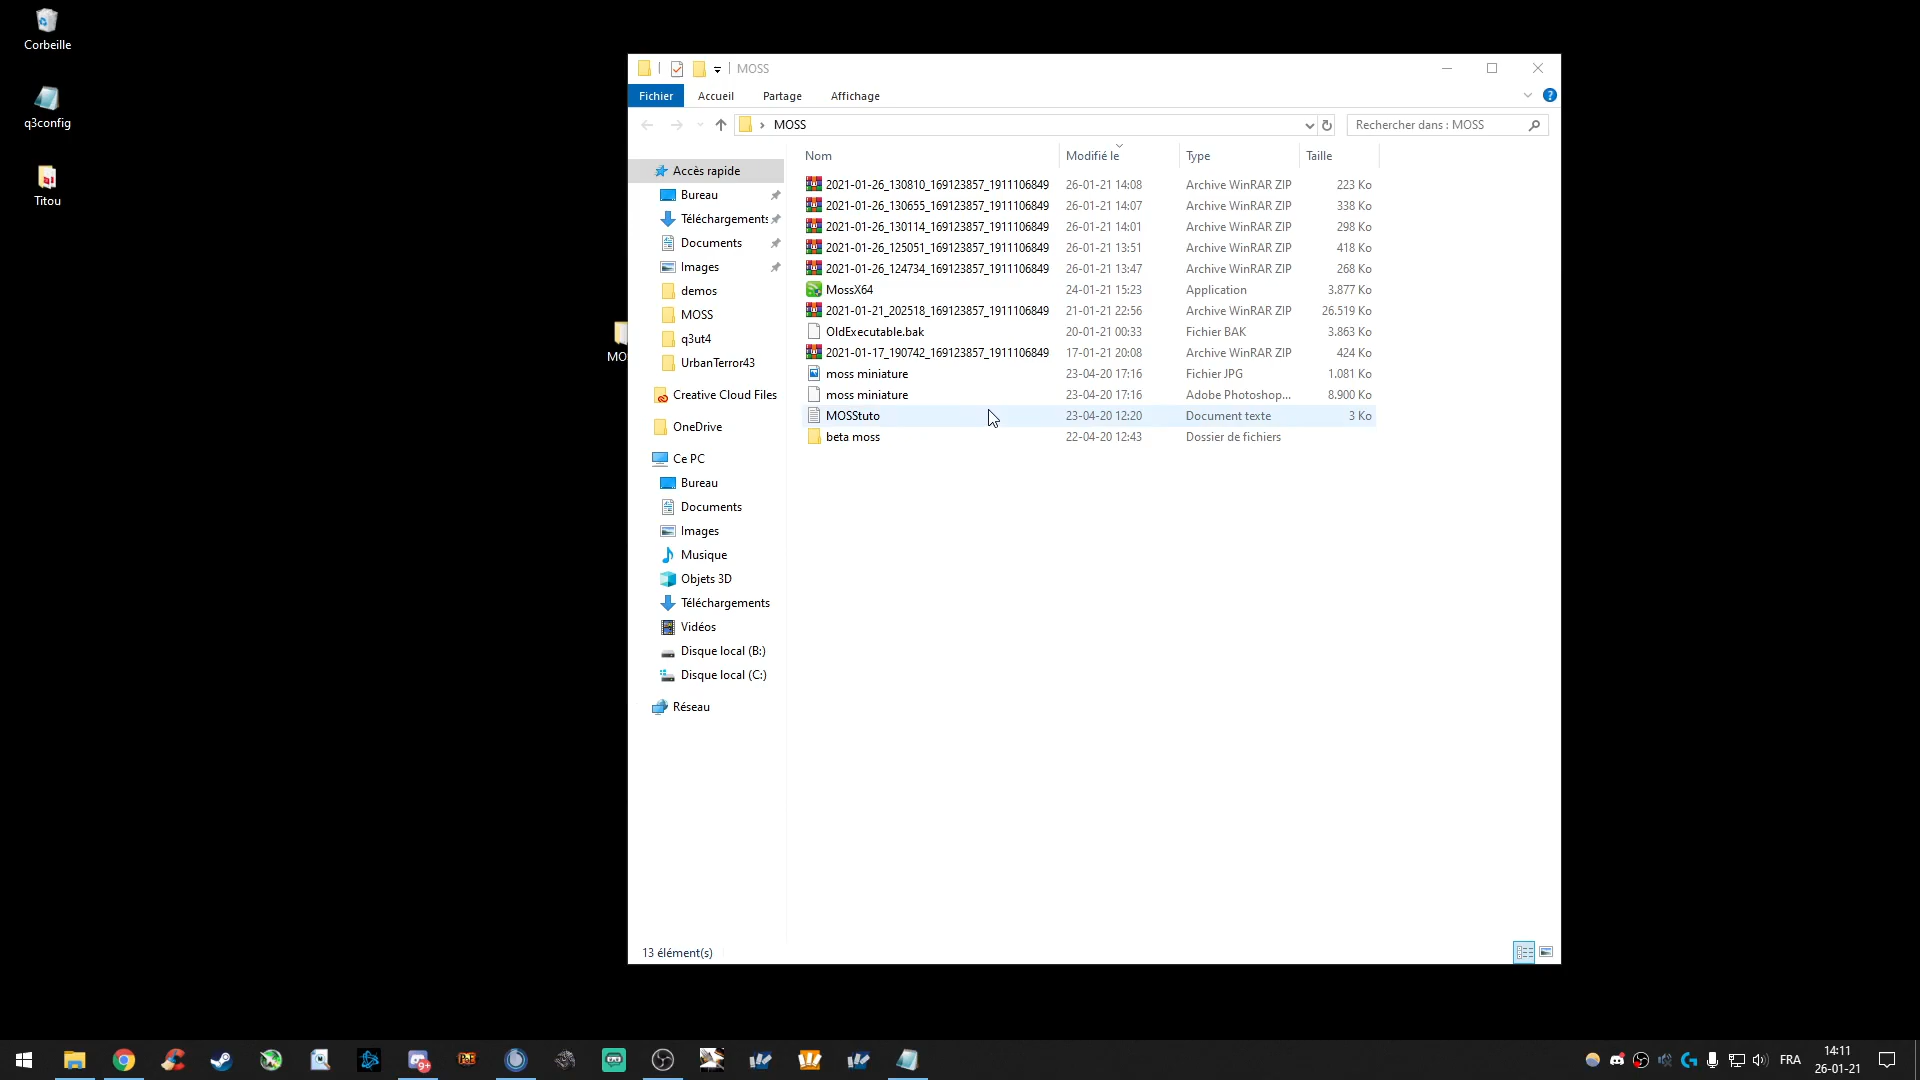 Corbeille
q3config
Titou
MO
MOSS
Fichier
Accueil
Partage
Affichage
MOSS
Rechercher dans : MOSS
Accès rapide
Bureau
Téléchargements
Documents
Images
demos
MOSS
q3ut4
UrbanTerror43
Creative Cloud Files
OneDrive
Ce PC
Bureau
Documents
Images
Musique
Objets 3D
Téléchargements
Vidéos
Disque local (B:)
Disque local (C:)
Réseau
Nom Modifié le Type Taille
2021-01-26_130810_169123857_1911106849 26-01-21 14:08 Archive WinRAR ZIP 223 Ko
2021-01-26_130655_169123857_1911106849 26-01-21 14:07 Archive WinRAR ZIP 338 Ko
2021-01-26_130114_169123857_1911106849 26-01-21 14:01 Archive WinRAR ZIP 298 Ko
2021-01-26_125051_169123857_1911106849 26-01-21 13:51 Archive WinRAR ZIP 418 Ko
2021-01-26_124734_169123857_1911106849 26-01-21 13:47 Archive WinRAR ZIP 268 Ko
MossX64 24-01-21 15:23 Application 3.877 Ko
2021-01-21_202518_169123857_1911106849 21-01-21 22:56 Archive WinRAR ZIP 26.519 Ko
OldExecutable.bak 20-01-21 00:33 Fichier BAK 3.863 Ko
2021-01-17_190742_169123857_1911106849 17-01-21 20:08 Archive WinRAR ZIP 424 Ko
moss miniature 23-04-20 17:16 Fichier JPG 1.081 Ko
moss miniature 23-04-20 17:16 Adobe Photoshop... 8.900 Ko
MOSStuto 23-04-20 12:20 Document texte 3 Ko
beta moss 22-04-20 12:43 Dossier de fichiers
13 élément(s)
9+
FRA
14:11
26-01-21